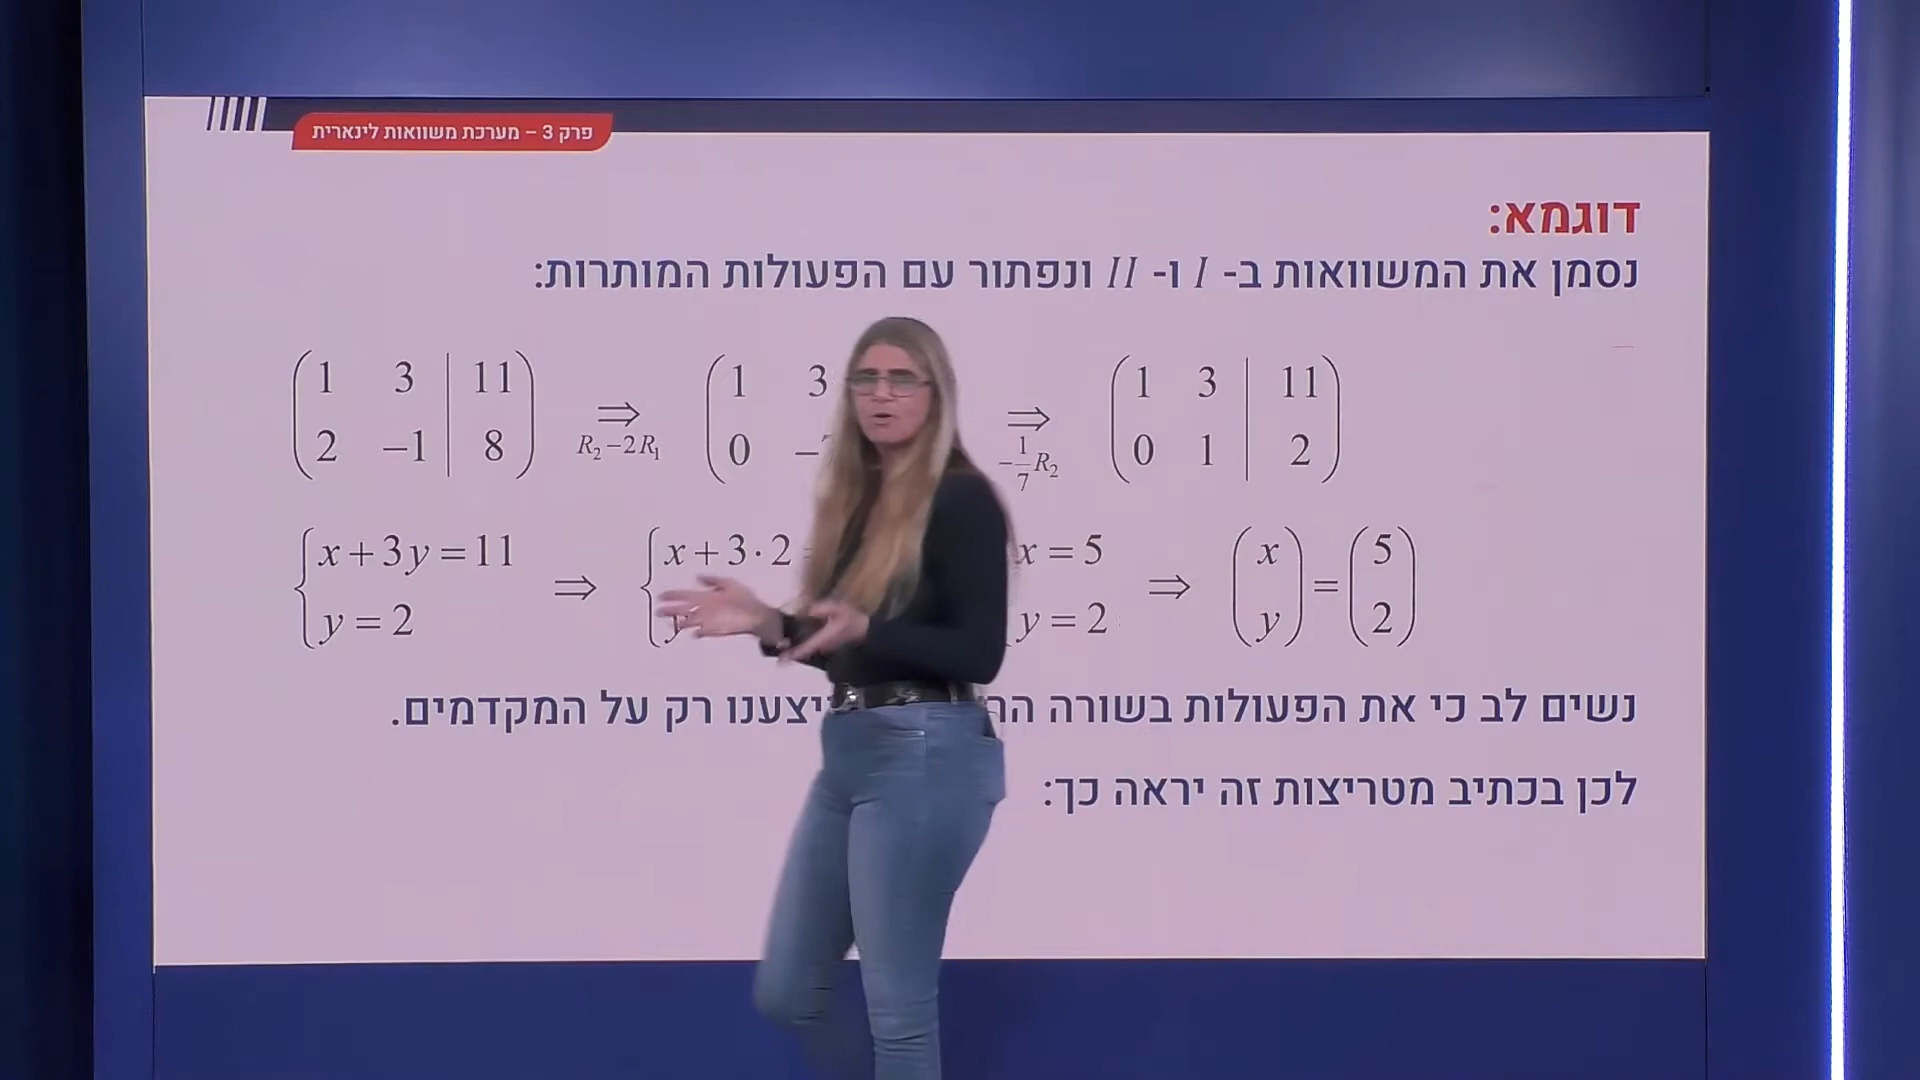 פרק 3 – מערכת משוואות לינארית
דוגמא:
נסמן את המשוואות ב- I ו- II ונפתור עם הפעולות המותרות:
1 3 | 11 ⇒ 1 3 ⇒ 1 3 | 11
2 −1 | 8 R₂−2R₁ 0 − −1/7 R₂ 0 1 | 2
x+3y=11 ⇒ x+3·2 x=5 ⇒ (x y) = (5 2)
y=2 y y=2
נשים לב כי את הפעולות בשורה רק על המקדמים.
לכן בכתיב מטריצות זה יראה כך: